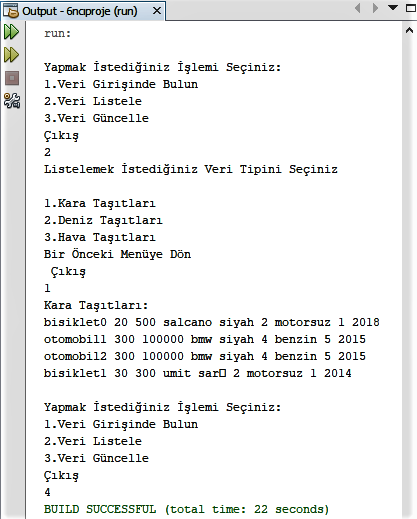 Output - 6ncıproje (run)
run:
Yapmak İstediğiniz İşlemi Seçiniz:
1.Veri Girişinde Bulun
2.Veri Listele
3.Veri Güncelle
Çıkış
2
Listelemek İstediğiniz Veri Tipini Seçiniz
1.Kara Taşıtları
2.Deniz Taşıtları
3.Hava Taşıtları
Bir Önceki Menüye Dön
Çıkış
1
Kara Taşıtları:
bisiklet0 20 500 salcano siyah 2 motorsuz 1 2018
otomobil1 300 100000 bmw siyah 4 benzin 5 2015
otomobil2 300 100000 bmw siyah 4 benzin 5 2015
bisiklet1 30 300 umit sar▯ 2 motorsuz 1 2014
Yapmak İstediğiniz İşlemi Seçiniz:
1.Veri Girişinde Bulun
2.Veri Listele
3.Veri Güncelle
Çıkış
4
BUILD SUCCESSFUL (total time: 22 seconds)